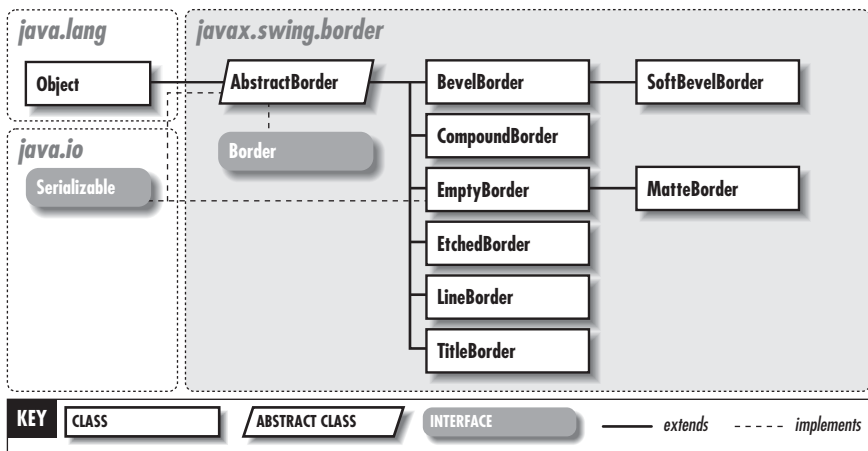 java.lang
javax.swing.border
Object
AbstractBorder
BevelBorder
SoftBevelBorder
CompoundBorder
java.io
Border
Serializable
EmptyBorder
MatteBorder
EtchedBorder
LineBorder
TitleBorder
KEY
CLASS
ABSTRACT CLASS
INTERFACE
extends
implements